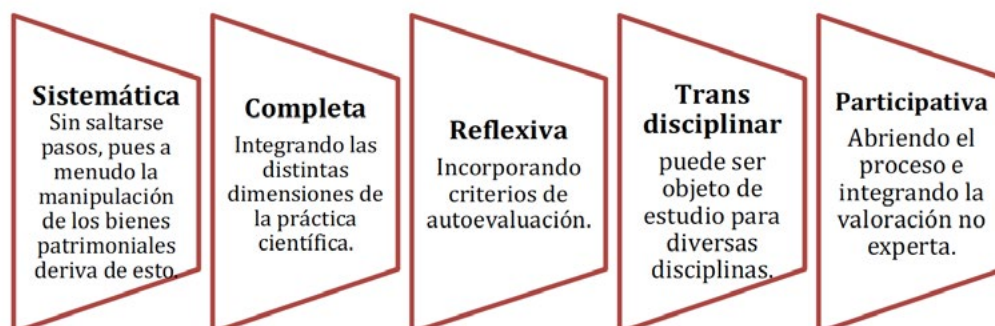 Sistemática
Sin saltarse
pasos, pues a
menudo la
manipulación
de los bienes
patrimoniales
deriva de esto.
Completa
Integrando las
distintas
dimensiones de
la práctica
científica.
Reflexiva
Incorporando
criterios de
autoevaluación.
Trans
disciplinar
puede ser
objeto de
estudio para
diversas
disciplinas.
Participativa
Abriendo el
proceso e
integrando la
valoración no
experta.